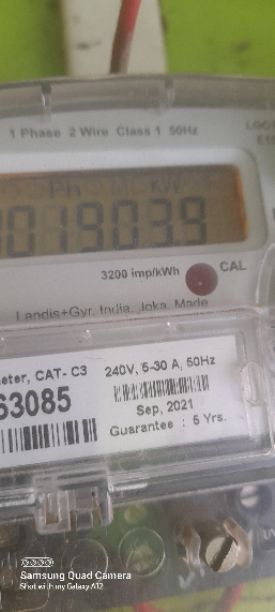 1 Phase 2 Wire Class 1 50Hz
019039
3200 imp/kWh
CAL
Landis+Gyr, India, Joka, Made
eter, CAT- C3 240V, 5-30 A, 50Hz
63085
Sep, 2021
Guarantee : 5 Yrs.
Samsung Quad Camera
Shot with my Galaxy A12